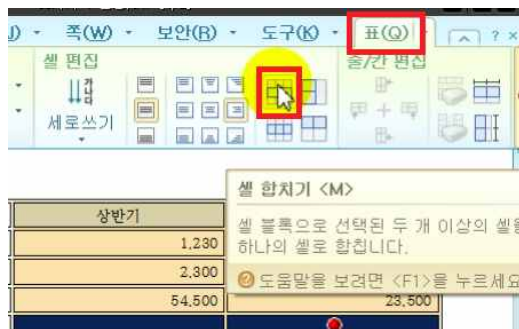 쪽(W) 보안(R) 도구(K) 표(Q)
셀 편집
줄/칸 편집
세로쓰기
셀 합치기 <M>
셀 블록으로 선택된 두 개 이상의 셀을
하나의 셀로 합칩니다.
도움말을 보려면 <F1>을 누르세요
상반기
1,230
2,300
54,500 23,500